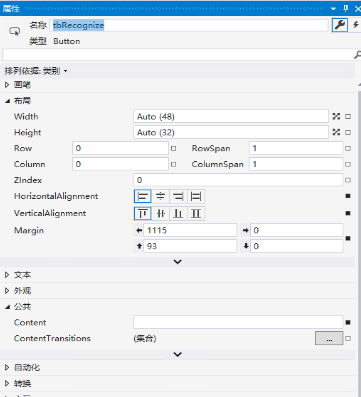 属性
名称 tbRecognize
类型 Button
排列依据: 类别
画笔
布局
Width Auto (48)
Height Auto (32)
Row 0 RowSpan 1
Column 0 ColumnSpan 1
ZIndex 0
HorizontalAlignment
VerticalAlignment
Margin 1115 0
93 0
文本
外观
公共
Content
ContentTransitions (集合) ...
自动化
转换